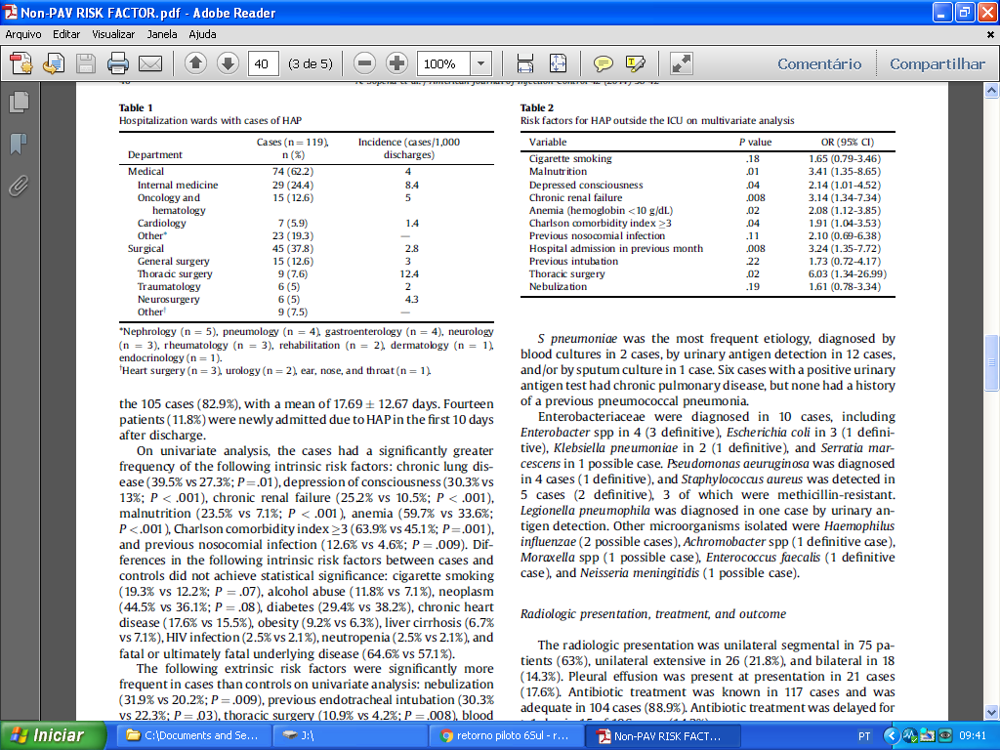 Non-PAV RISK FACTOR.pdf - Adobe Reader
Arquivo Editar Visualizar Janela Ajuda
40 (3 de 5) 100% Comentário Compartilhar
Table 1
Hospitalization wards with cases of HAP
Cases (n = 119), Incidence (cases/1,000
Department n (%) discharges)
Medical 74 (62.2) 4
Internal medicine 29 (24.4) 8.4
Oncology and 15 (12.6) 5
hematology
Cardiology 7 (5.9) 1.4
Other* 23 (19.3) —
Surgical 45 (37.8) 2.8
General surgery 15 (12.6) 3
Thoracic surgery 9 (7.6) 12.4
Traumatology 6 (5) 2
Neurosurgery 6 (5) 4.3
Other† 9 (7.5) —
*Nephrology (n = 5), pneumology (n = 4), gastroenterology (n = 4), neurology
(n = 3), rheumatology (n = 3), rehabilitation (n = 2), dermatology (n = 1),
endocrinology (n = 1).
†Heart surgery (n = 3), urology (n = 2), ear, nose, and throat (n = 1).
the 105 cases (82.9%), with a mean of 17.69 ± 12.67 days. Fourteen
patients (11.8%) were newly admitted due to HAP in the first 10 days
after discharge.
On univariate analysis, the cases had a significantly greater
frequency of the following intrinsic risk factors: chronic lung dis-
ease (39.5% vs 27.3%; P = .01), depression of consciousness (30.3% vs
13%; P < .001), chronic renal failure (25.2% vs 10.5%; P < .001),
malnutrition (23.5% vs 7.1%; P < .001), anemia (59.7% vs 33.6%;
P < .001), Charlson comorbidity index ≥3 (63.9% vs 45.1%; P = .001),
and previous nosocomial infection (12.6% vs 4.6%; P = .009). Dif-
ferences in the following intrinsic risk factors between cases and
controls did not achieve statistical significance: cigarette smoking
(19.3% vs 12.2%; P = .07), alcohol abuse (11.8% vs 7.1%), neoplasm
(44.5% vs 36.1%; P = .08), diabetes (29.4% vs 38.2%), chronic heart
disease (17.6% vs 15.5%), obesity (9.2% vs 6.3%), liver cirrhosis (6.7%
vs 7.1%), HIV infection (2.5% vs 2.1%), neutropenia (2.5% vs 2.1%), and
fatal or ultimately fatal underlying disease (64.6% vs 57.1%).
The following extrinsic risk factors were significantly more
frequent in cases than controls on univariate analysis: nebulization
(31.9% vs 20.2%; P = .009), previous endotracheal intubation (30.3%
vs 22.3%; P = .03), thoracic surgery (10.9% vs 4.2%; P = .008), blood
Table 2
Risk factors for HAP outside the ICU on multivariate analysis
Variable P value OR (95% CI)
Cigarette smoking .18 1.65 (0.79-3.46)
Malnutrition .01 3.41 (1.35-8.65)
Depressed consciousness .04 2.14 (1.01-4.52)
Chronic renal failure .008 3.14 (1.34-7.34)
Anemia (hemoglobin <10 g/dL) .02 2.08 (1.12-3.85)
Charlson comorbidity index ≥3 .04 1.91 (1.04-3.53)
Previous nosocomial infection .11 2.10 (0.69-6.38)
Hospital admission in previous month .008 3.24 (1.35-7.72)
Previous intubation .22 1.73 (0.72-4.17)
Thoracic surgery .02 6.03 (1.34-26.99)
Nebulization .19 1.61 (0.78-3.34)
S pneumoniae was the most frequent etiology, diagnosed by
blood cultures in 2 cases, by urinary antigen detection in 12 cases,
and/or by sputum culture in 1 case. Six cases with a positive urinary
antigen test had chronic pulmonary disease, but none had a history
of a previous pneumococcal pneumonia.
Enterobacteriaceae were diagnosed in 10 cases, including
Enterobacter spp in 4 (3 definitive), Escherichia coli in 3 (1 defini-
tive), Klebsiella pneumoniae in 2 (1 definitive), and Serratia mar-
cescens in 1 possible case. Pseudomonas aeuruginosa was diagnosed
in 4 cases (1 definitive), and Staphylococcus aureus was detected in
5 cases (2 definitive), 3 of which were methicillin-resistant.
Legionella pneumophila was diagnosed in one case by urinary an-
tigen detection. Other microorganisms isolated were Haemophilus
influenzae (2 possible cases), Achromobacter spp (1 definitive case),
Moraxella spp (1 possible case), Enterococcus faecalis (1 definitive
case), and Neisseria meningitidis (1 possible case).
Radiologic presentation, treatment, and outcome
The radiologic presentation was unilateral segmental in 75 pa-
tients (63%), unilateral extensive in 26 (21.8%), and bilateral in 18
(14.3%). Pleural effusion was present at presentation in 21 cases
(17.6%). Antibiotic treatment was known in 117 cases and was
adequate in 104 cases (88.9%). Antibiotic treatment was delayed for
Iniciar C:\Documents and Se... J:\ retorno piloto 65ul - r... Non-PAV RISK FACT... PT 09:41